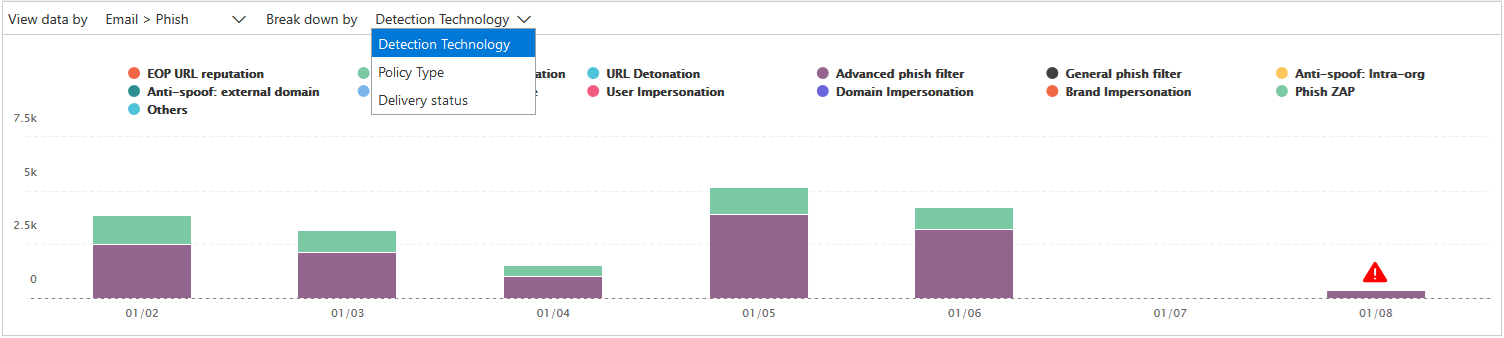 View data by Email > Phish Break down by Detection Technology
Detection Technology
Policy Type
Delivery status
EOP URL reputation URL Detonation Advanced phish filter General phish filter Anti-spoof: Intra-org
Anti-spoof: external domain User Impersonation Domain Impersonation Brand Impersonation Phish ZAP
Others
7.5k
5k
2.5k
0
01/02 01/03 01/04 01/05 01/06 01/07 01/08